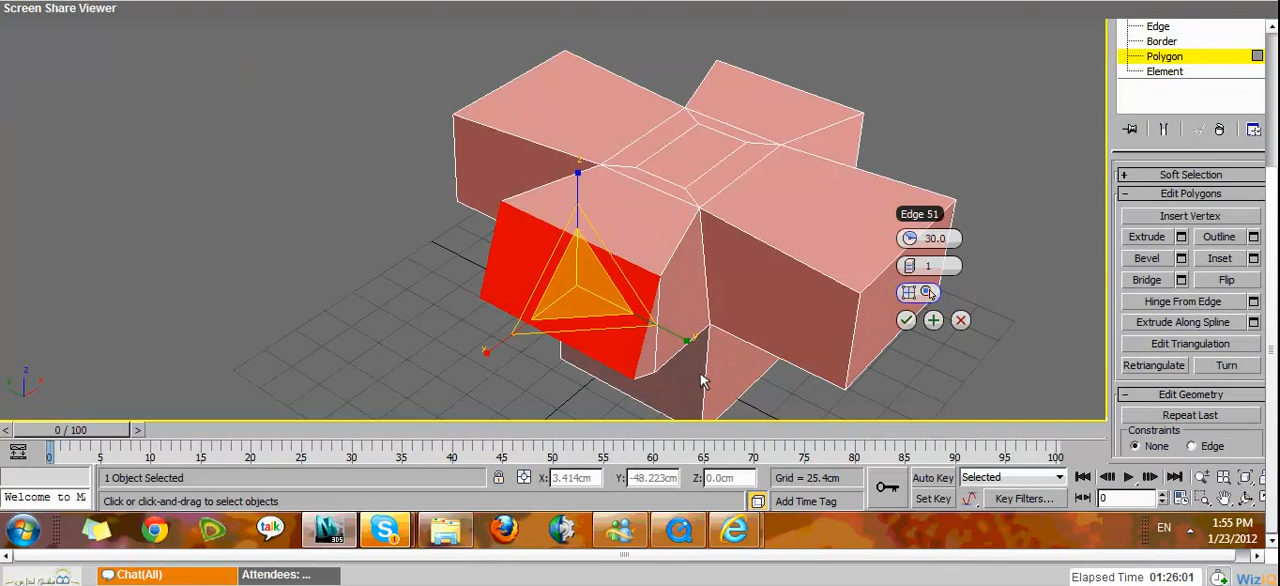 Screen Share Viewer
Edge
Border
Polygon
Element
Soft Selection
Edit Polygons
Insert Vertex
Extrude Outline
Bevel Inset
Bridge Flip
Hinge From Edge
Extrude Along Spline
Edit Triangulation
Retriangulate Turn
Edit Geometry
Repeat Last
Constraints
None Edge
Edge 51
30.0
1
z
x
z
y x
< 0 / 100 >
0 5 10 15 20 25 30 35 40 45 50 55 60 65 70 75 80 85 90 95 100
1 Object Selected X: 3.414cm Y: -48.223cm Z: 0.0cm Grid = 25.4cm Auto Key Selected
Welcome to Click or click-and-drag to select objects Add Time Tag Set Key Key Filters... 0
talk 3DS EN 1:55 PM
1/23/2012
Chat(All) Attendees: ... Elapsed Time 01:26:01 WizIQ